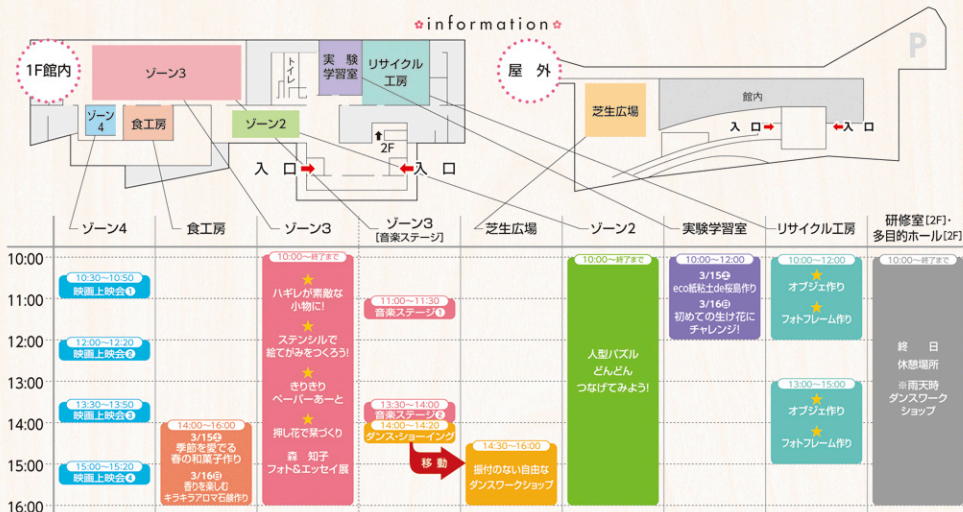 information
1F館内
ゾーン3
トイレ
実験
学習室
リサイクル
工房
ゾーン
4
食工房
ゾーン2
2F
入口
入口
屋外
P
館内
芝生広場
入口
入口
ゾーン4
食工房
ゾーン3
ゾーン3
[音楽ステージ]
芝生広場
ゾーン2
実験学習室
リサイクル工房
研修室[2F]・
多目的ホール[2F]
10:00
11:00
12:00
13:00
14:00
15:00
16:00
10:30〜10:50
映画上映会❶
12:00〜12:20
映画上映会❷
13:30〜13:50
映画上映会❸
15:00〜15:20
映画上映会❹
14:00〜16:00
3/15㊏
季節を愛でる
春の和菓子作り
3/16㊐
香りを楽しむ
キラキラアロマ石鹸作り
10:00〜終了まで
★
ハギレが素敵な
小物に!
★
ステンシルで
絵てがみをつくろう!
★
きりきり
ペーパーあーと
★
押し花で栞づくり
森 知子
フォト&エッセイ展
11:00〜11:30
音楽ステージ❶
13:30〜14:00
音楽ステージ❷
14:00〜14:20
ダンス・ショーイング
移動
14:30〜16:00
振付のない自由な
ダンスワークショップ
10:00〜終了まで
人型パズル
どんどん
つなげてみよう!
10:00〜12:00
3/15㊏
eco紙粘土de桜島作り
3/16㊐
初めての生け花に
チャレンジ!
10:00〜12:00
★
オブジェ作り
★
フォトフレーム作り
13:00〜15:00
★
オブジェ作り
★
フォトフレーム作り
10:00〜終了まで
終日
休憩場所
※雨天時
ダンスワーク
ショップ